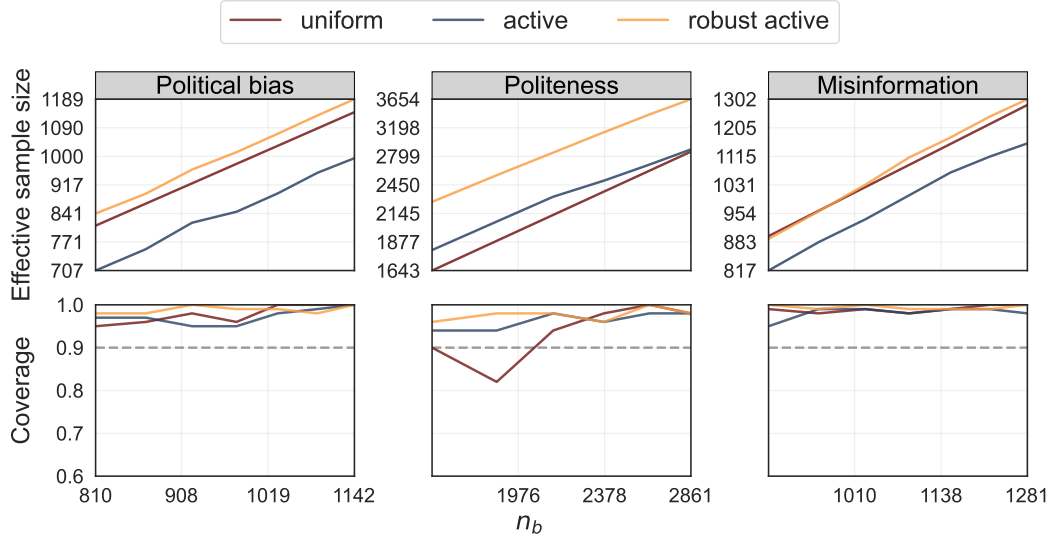 uniform active robust active
Political bias Politeness Misinformation
Effective sample size
1189 3654 1302
1090 3198 1205
1000 2799 1115
917 2450 1031
841 2145 954
771 1877 883
707 1643 817
Coverage
1.0
0.9
0.8
0.7
0.6
810 908 1019 1142 1976 2378 2861 1010 1138 1281
n_b